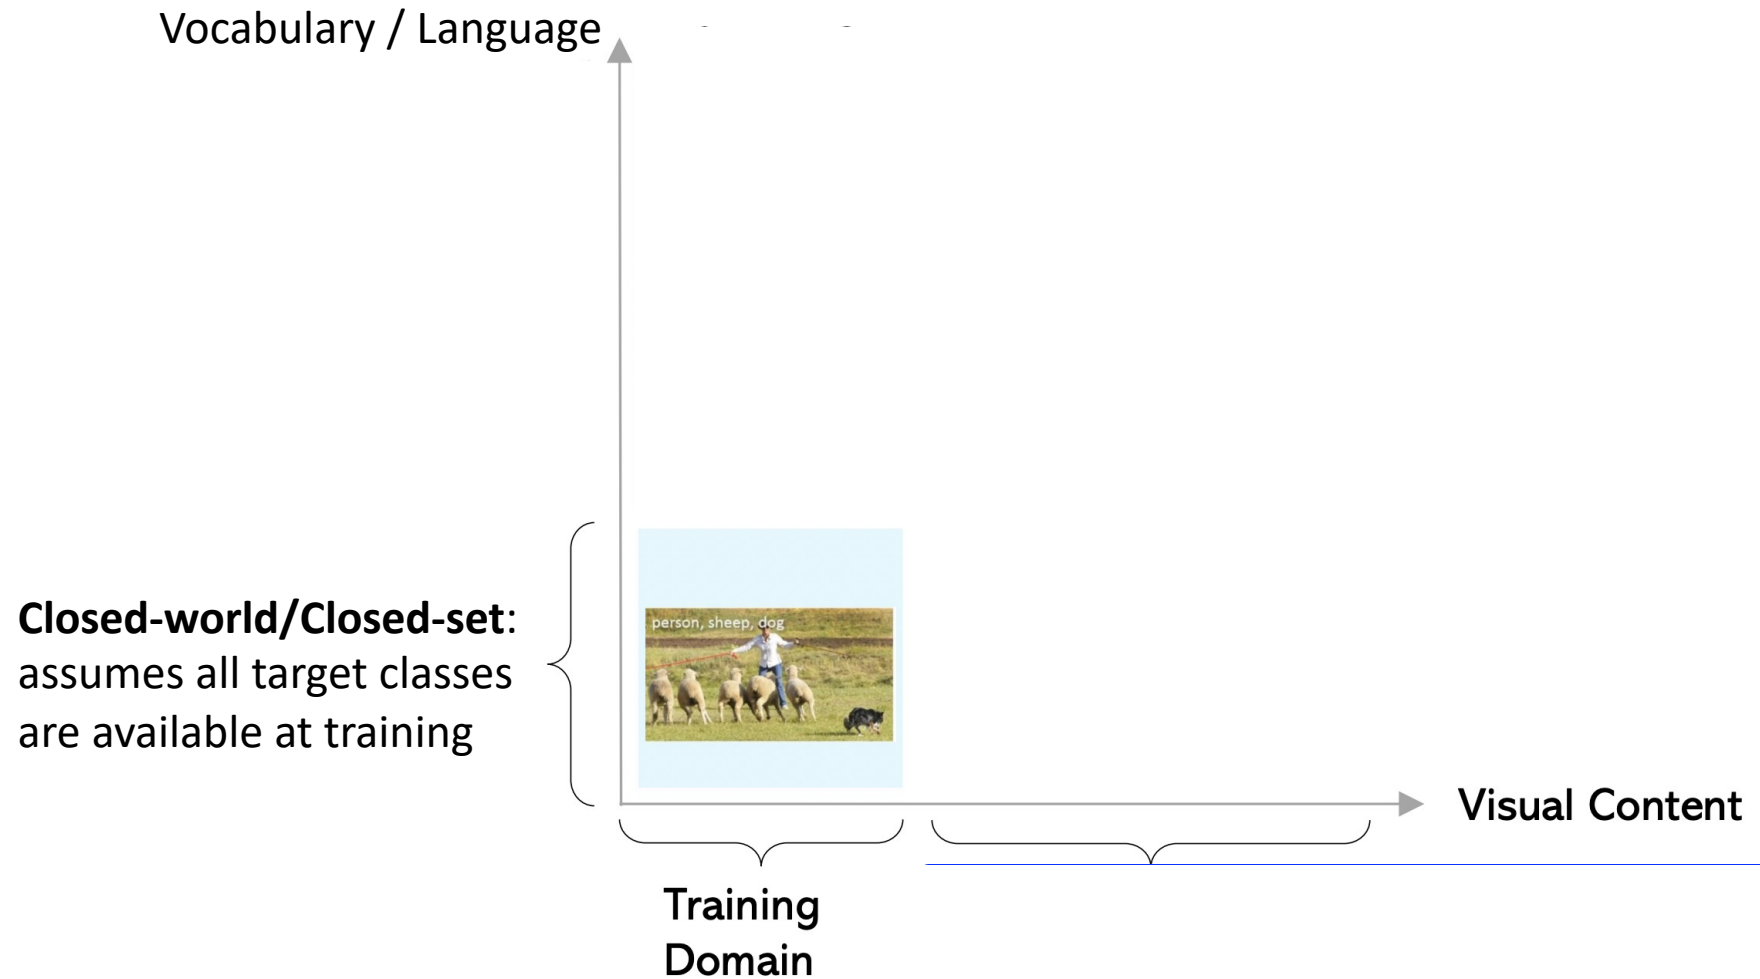 Vocabulary / Language
Closed-world/Closed-set:
assumes all target classes
are available at training
person, sheep, dog
Visual Content
Training
Domain